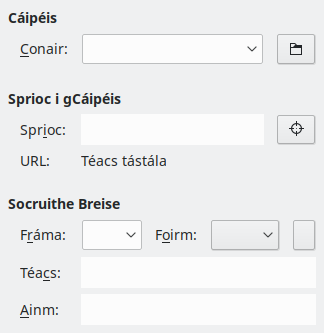 Cáipéis
Conair:
Sprioc i gCáipéis
Sprioc:
URL: Téacs tástála
Socruithe Breise
Fráma: Foirm:
Téacs:
Ainm: